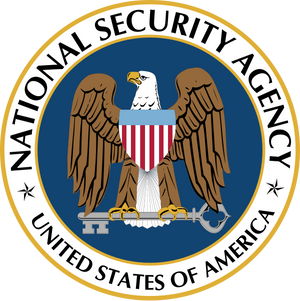 NATIONAL SECURITY AGENCY
UNITED STATES OF AMERICA